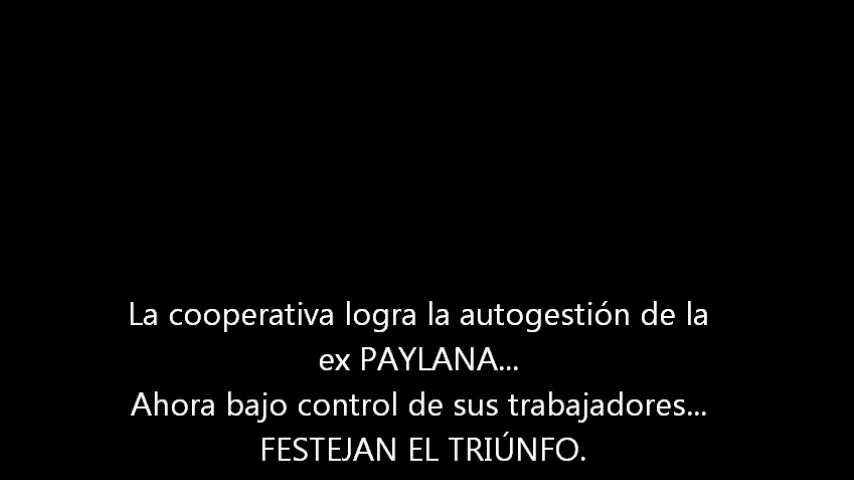 La cooperativa logra la autogestión de la
ex PAYLANA...
Ahora bajo control de sus trabajadores...
FESTEJAN EL TRIÚNFO.